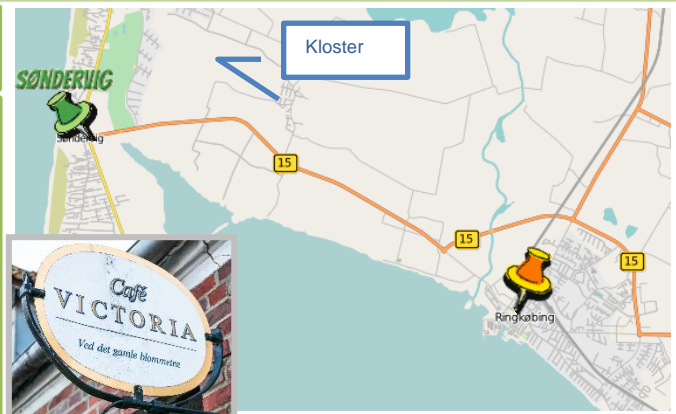 Kloster
SØNDERVIG
Søndervig
15
15
15
Ringkøbing
Café
VICTORIA
Ved det gamle blommetræ